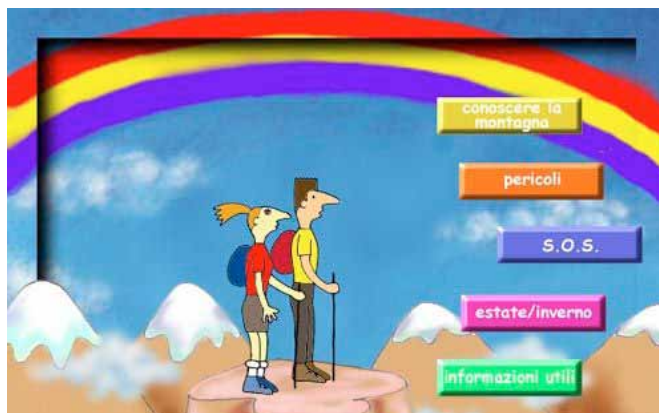 conoscere la
montagna
pericoli
S.O.S.
estate/inverno
informazioni utili